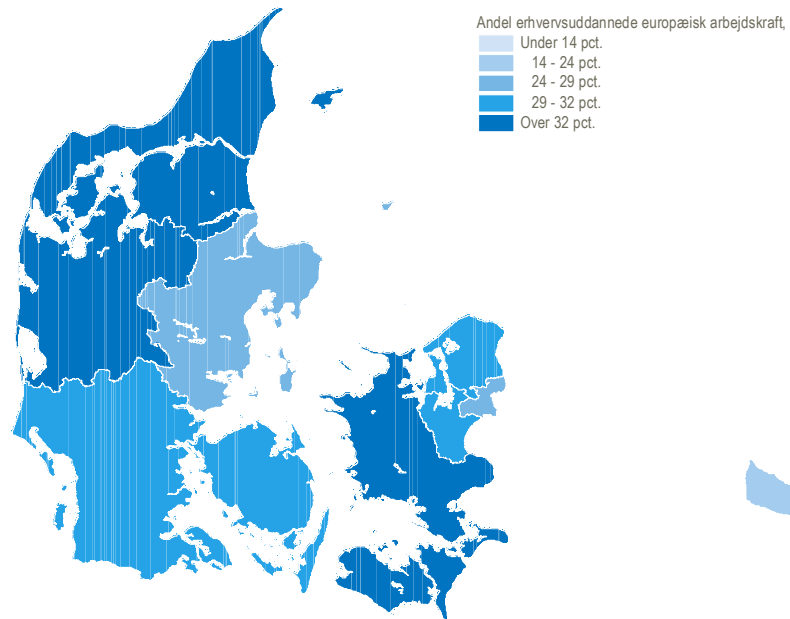 Andel erhvervsuddannede europæisk arbejdskraft,
Under 14 pct.
14 - 24 pct.
24 - 29 pct.
29 - 32 pct.
Over 32 pct.